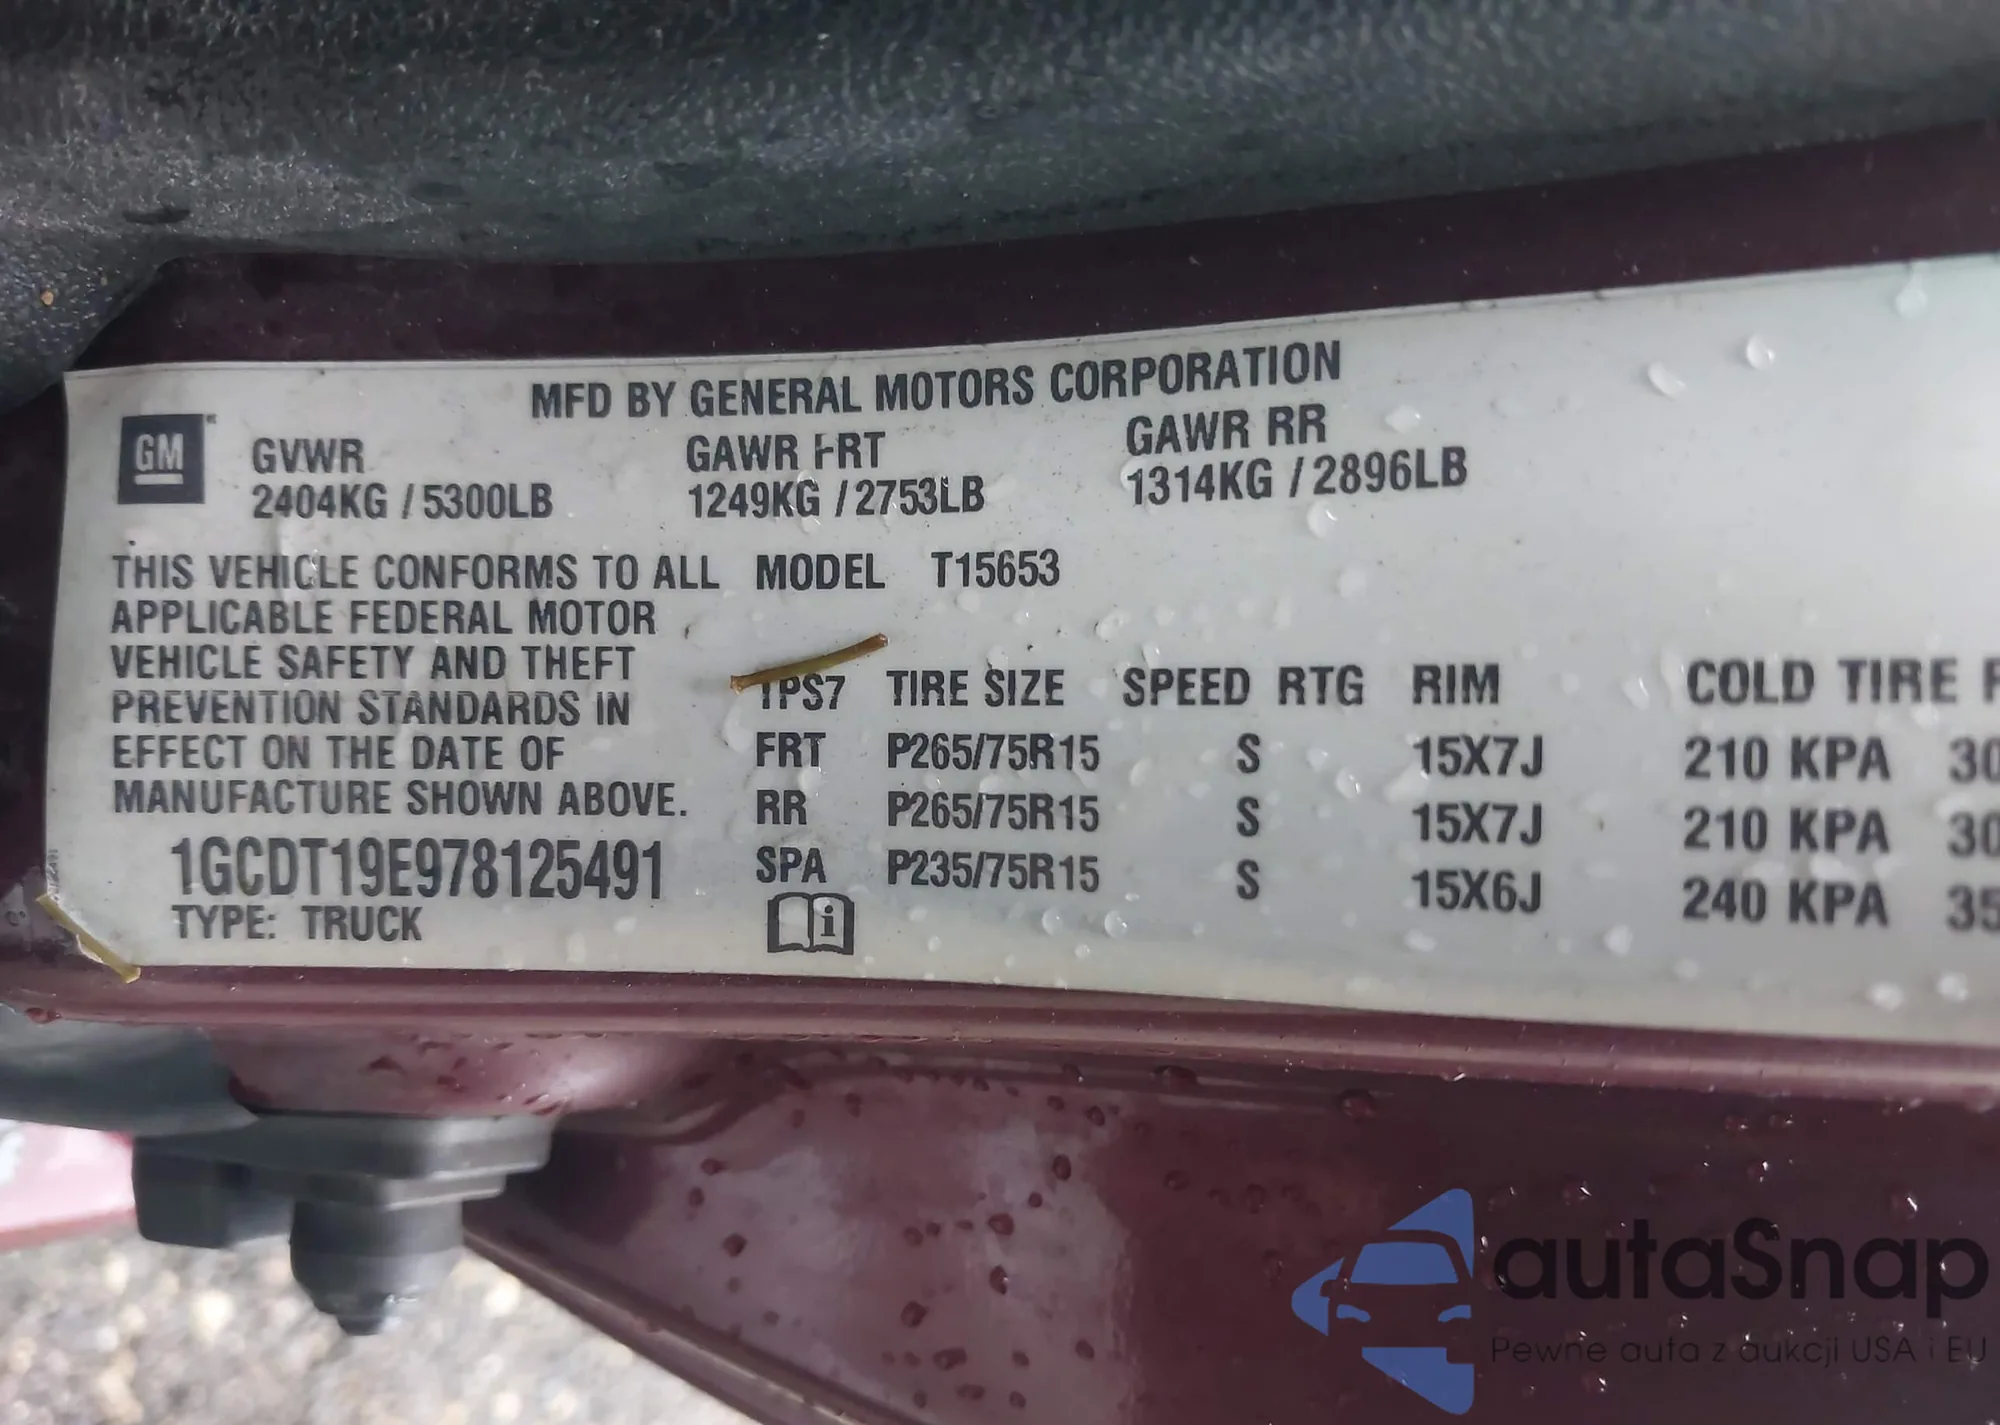 MFD BY GENERAL MOTORS CORPORATION
GM
GVWR GAWR FRT GAWR RR
2404KG / 5300LB 1249KG / 2753LB 1314KG / 2896LB
THIS VEHICLE CONFORMS TO ALL
APPLICABLE FEDERAL MOTOR
VEHICLE SAFETY AND THEFT
PREVENTION STANDARDS IN
EFFECT ON THE DATE OF
MANUFACTURE SHOWN ABOVE.
1GCDT19E978125491
TYPE: TRUCK
MODEL T15653
TPS7 TIRE SIZE SPEED RTG RIM COLD TIRE
FRT P265/75R15 S 15X7J 210 KPA 30
RR P265/75R15 S 15X7J 210 KPA 30
SPA P235/75R15 S 15X6J 240 KPA 35
i
autaSnap
Pewne auta z aukcji USA i EU